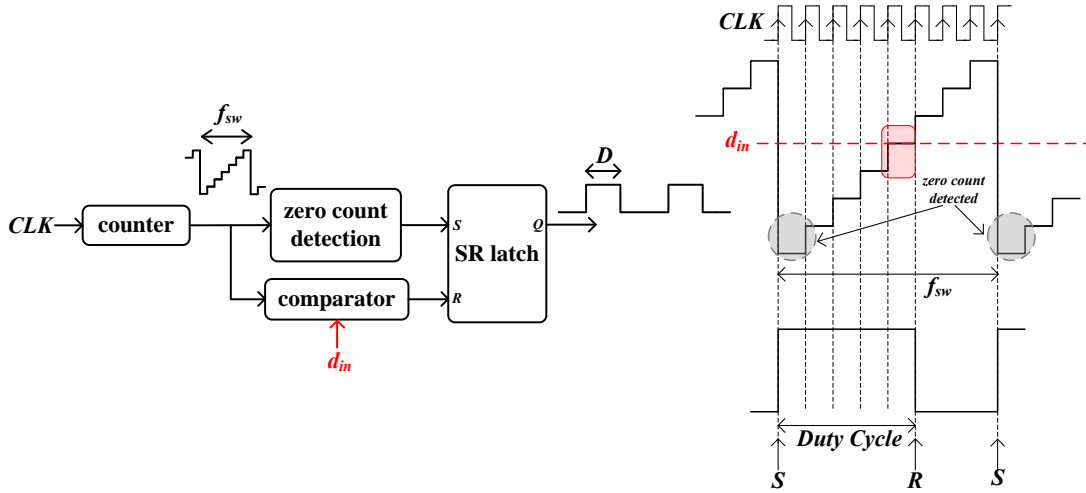 CLK
f_sw
D
CLK
counter
zero count
detection
S
Q
SR latch
comparator
R
d_in
d_in
zero count
detected
f_sw
Duty Cycle
S
R
S